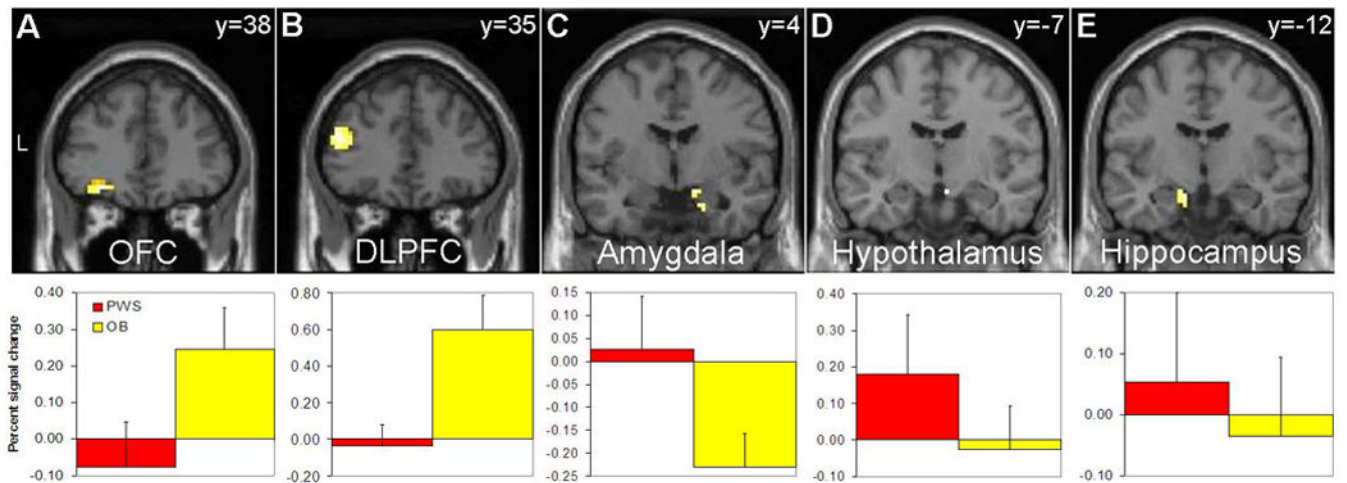 A y=38
B y=35
C y=4
D y=-7
E y=-12
L
OFC
DLPFC
Amygdala
Hypothalamus
Hippocampus
Percent signal change
0.40
0.30
0.20
0.10
0.00
-0.10
PWS
OB
0.80
0.60
0.40
0.20
0.00
-0.20
0.15
0.10
0.05
0.00
-0.05
-0.10
-0.15
-0.20
-0.25
0.40
0.30
0.20
0.10
0.00
-0.10
0.20
0.10
0.00
-0.10